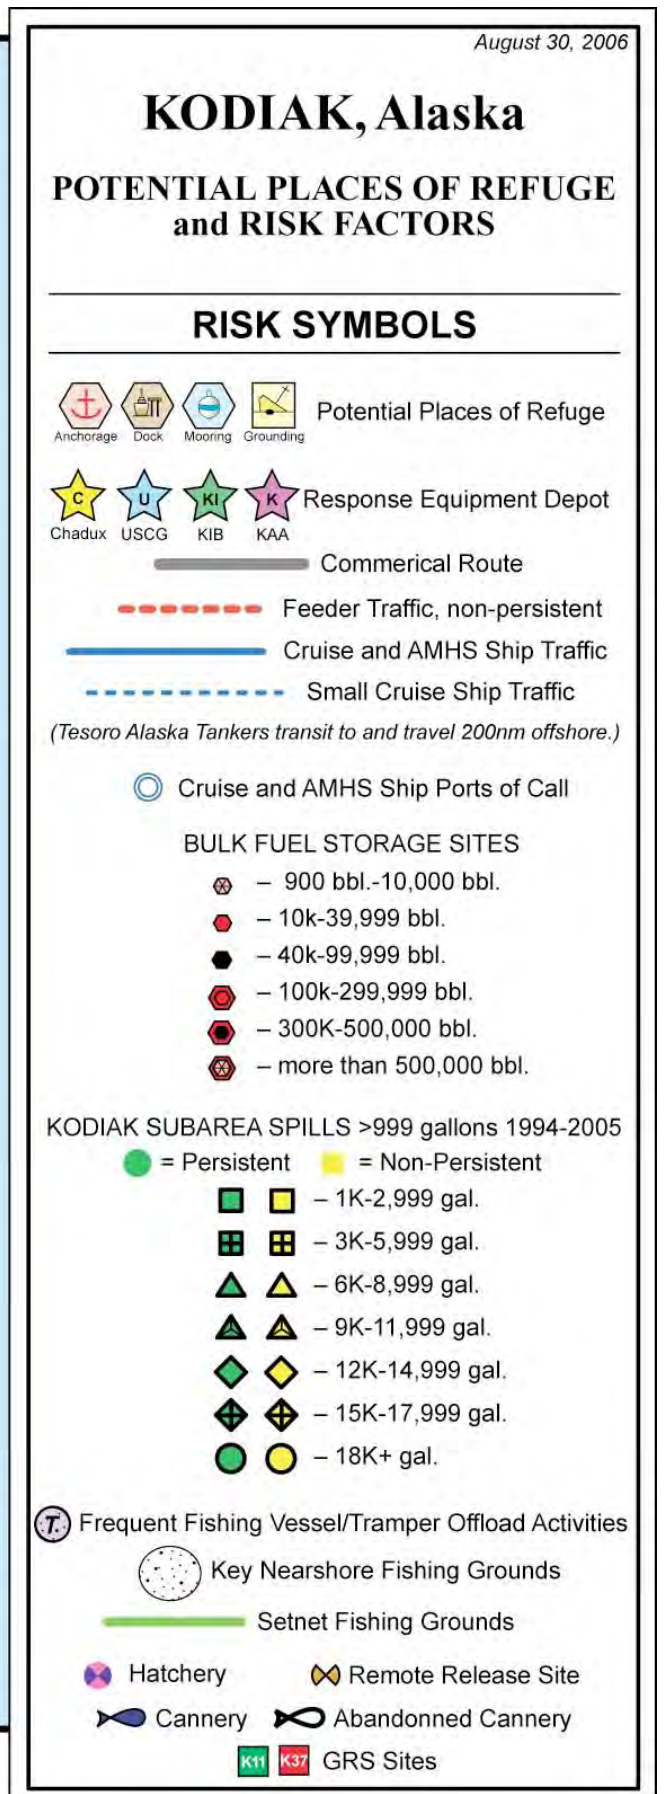 August 30, 2006
KODIAK, Alaska
POTENTIAL PLACES OF REFUGE
and RISK FACTORS
RISK SYMBOLS
Potential Places of Refuge
Anchorage Dock Mooring Grounding
C U KI K Response Equipment Depot
Chadux USCG KIB KAA
Commerical Route
Feeder Traffic, non-persistent
Cruise and AMHS Ship Traffic
Small Cruise Ship Traffic
(Tesoro Alaska Tankers transit to and travel 200nm offshore.)
Cruise and AMHS Ship Ports of Call
BULK FUEL STORAGE SITES
– 900 bbl.-10,000 bbl.
– 10k-39,999 bbl.
– 40k-99,999 bbl.
– 100k-299,999 bbl.
– 300K-500,000 bbl.
– more than 500,000 bbl.
KODIAK SUBAREA SPILLS >999 gallons 1994-2005
= Persistent = Non-Persistent
– 1K-2,999 gal.
– 3K-5,999 gal.
– 6K-8,999 gal.
– 9K-11,999 gal.
– 12K-14,999 gal.
– 15K-17,999 gal.
– 18K+ gal.
T. Frequent Fishing Vessel/Tramper Offload Activities
Key Nearshore Fishing Grounds
Setnet Fishing Grounds
Hatchery Remote Release Site
Cannery Abandonned Cannery
K11 K37 GRS Sites